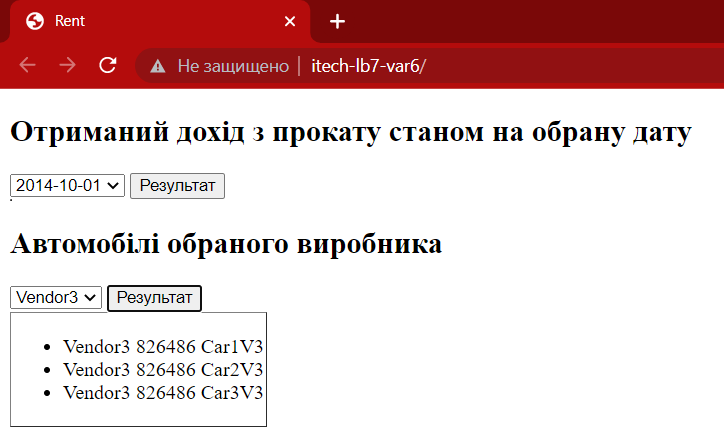 Rent
Не защищено | itech-lb7-var6/
Отриманий дохід з прокату станом на обрану дату
2014-10-01 Результат
Автомобілі обраного виробника
Vendor3 Результат
• Vendor3 826486 Car1V3
• Vendor3 826486 Car2V3
• Vendor3 826486 Car3V3